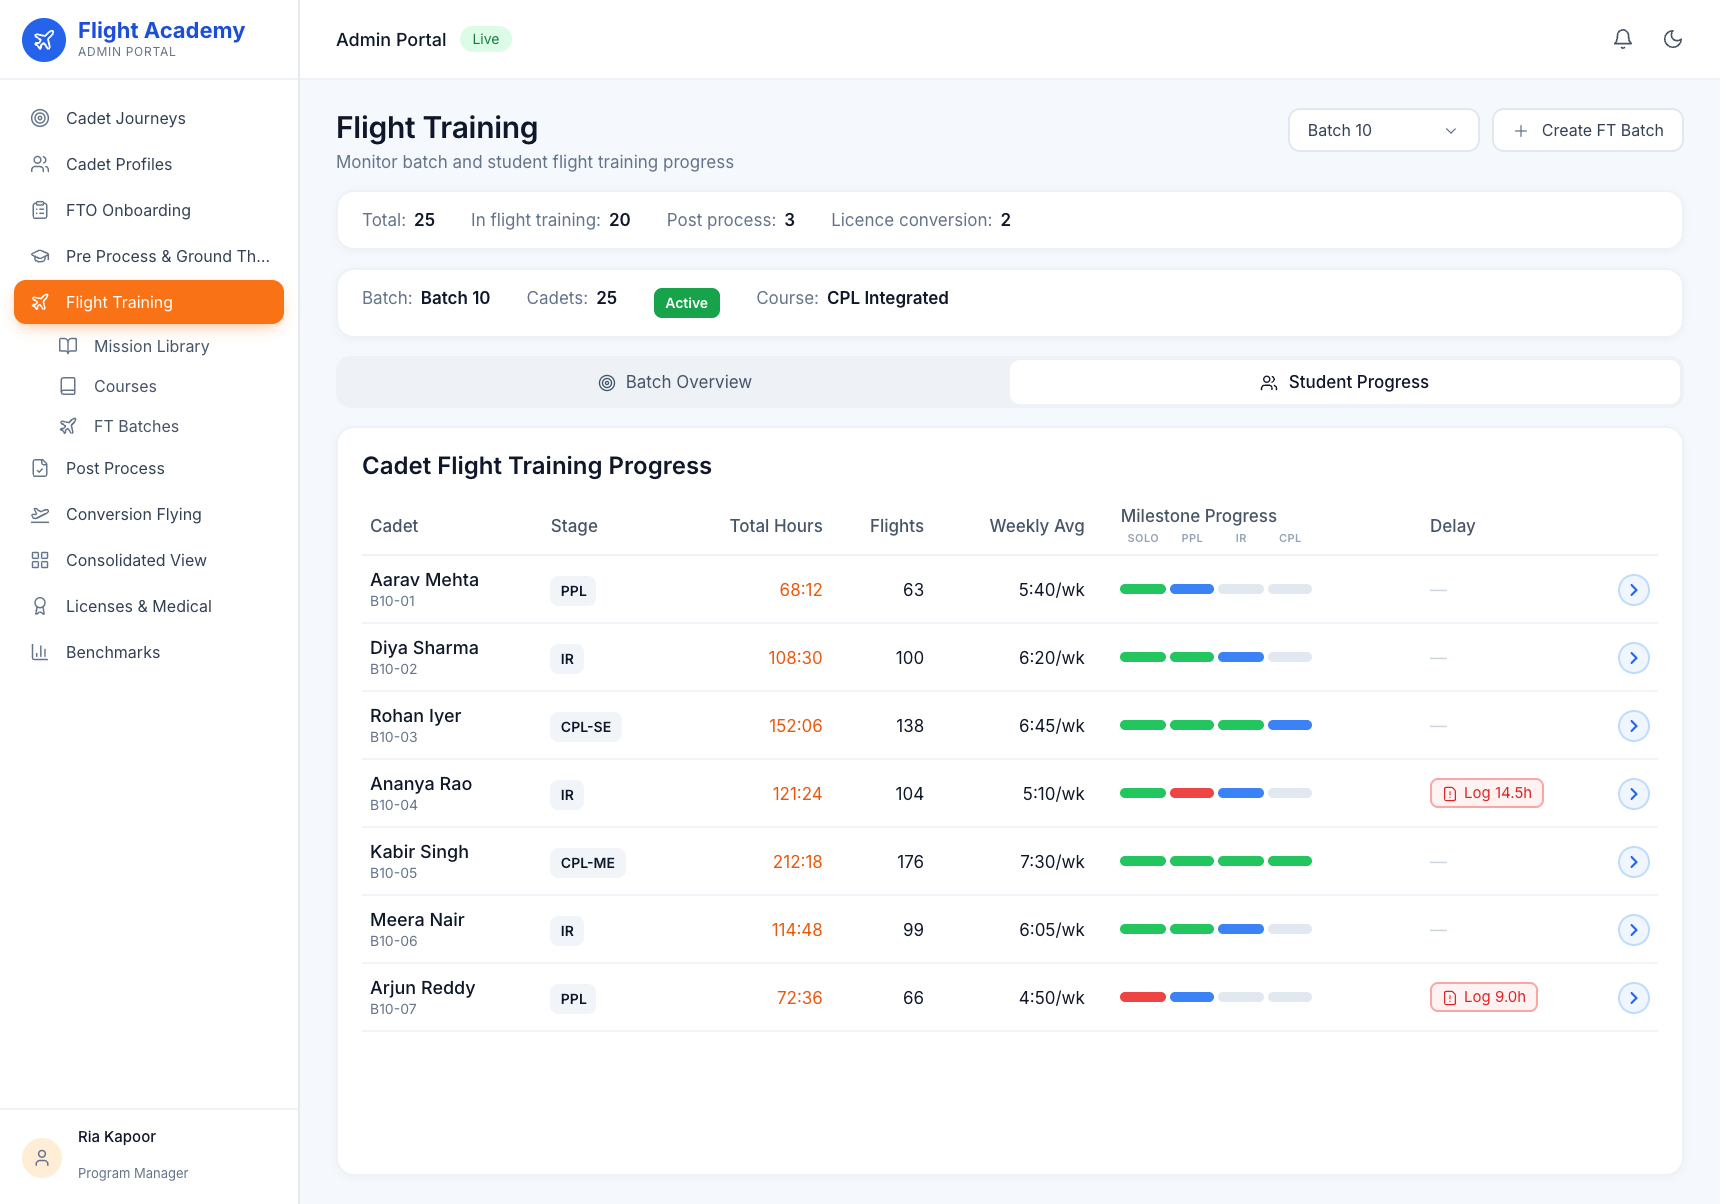 Flight Academy
ADMIN PORTAL
Admin Portal
Live
Cadet Journeys
Cadet Profiles
FTO Onboarding
Pre Process & Ground Th...
Flight Training
Mission Library
Courses
FT Batches
Post Process
Conversion Flying
Consolidated View
Licenses & Medical
Benchmarks
Ria Kapoor
Program Manager
Flight Training
Monitor batch and student flight training progress
Batch 10
Create FT Batch
Total: 25 In flight training: 20 Post process: 3 Licence conversion: 2
Batch: Batch 10 Cadets: 25 Active Course: CPL Integrated
Batch Overview
Student Progress
Cadet Flight Training Progress
Cadet Stage Total Hours Flights Weekly Avg Milestone Progress Delay
SOLO PPL IR CPL
Aarav Mehta
B10-01
PPL 68:12 63 5:40/wk —
Diya Sharma
B10-02
IR 108:30 100 6:20/wk —
Rohan Iyer
B10-03
CPL-SE 152:06 138 6:45/wk —
Ananya Rao
B10-04
IR 121:24 104 5:10/wk Log 14.5h
Kabir Singh
B10-05
CPL-ME 212:18 176 7:30/wk —
Meera Nair
B10-06
IR 114:48 99 6:05/wk —
Arjun Reddy
B10-07
PPL 72:36 66 4:50/wk Log 9.0h